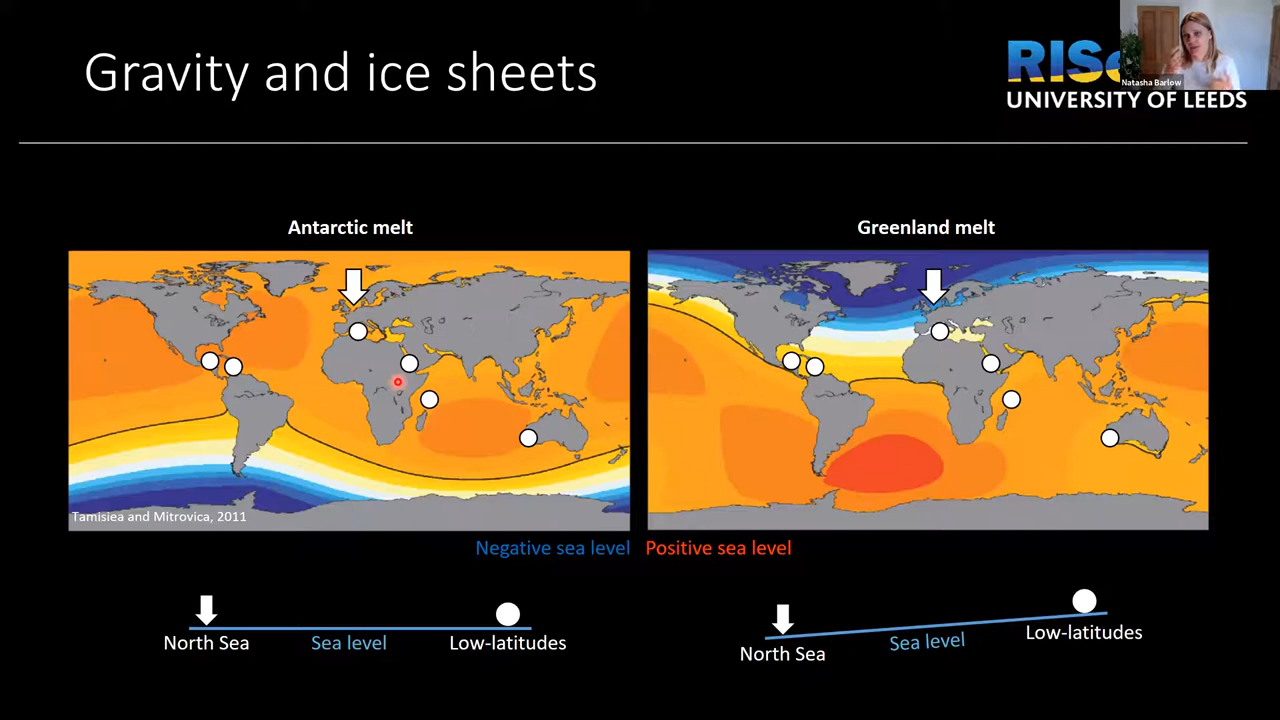 Gravity and ice sheets
RISe
UNIVERSITY OF LEEDS
Natasha Barlow
Antarctic melt
Greenland melt
Tamisiea and Mitrovica, 2011
Negative sea level
Positive sea level
North Sea
Sea level
Low-latitudes
North Sea
Sea level
Low-latitudes